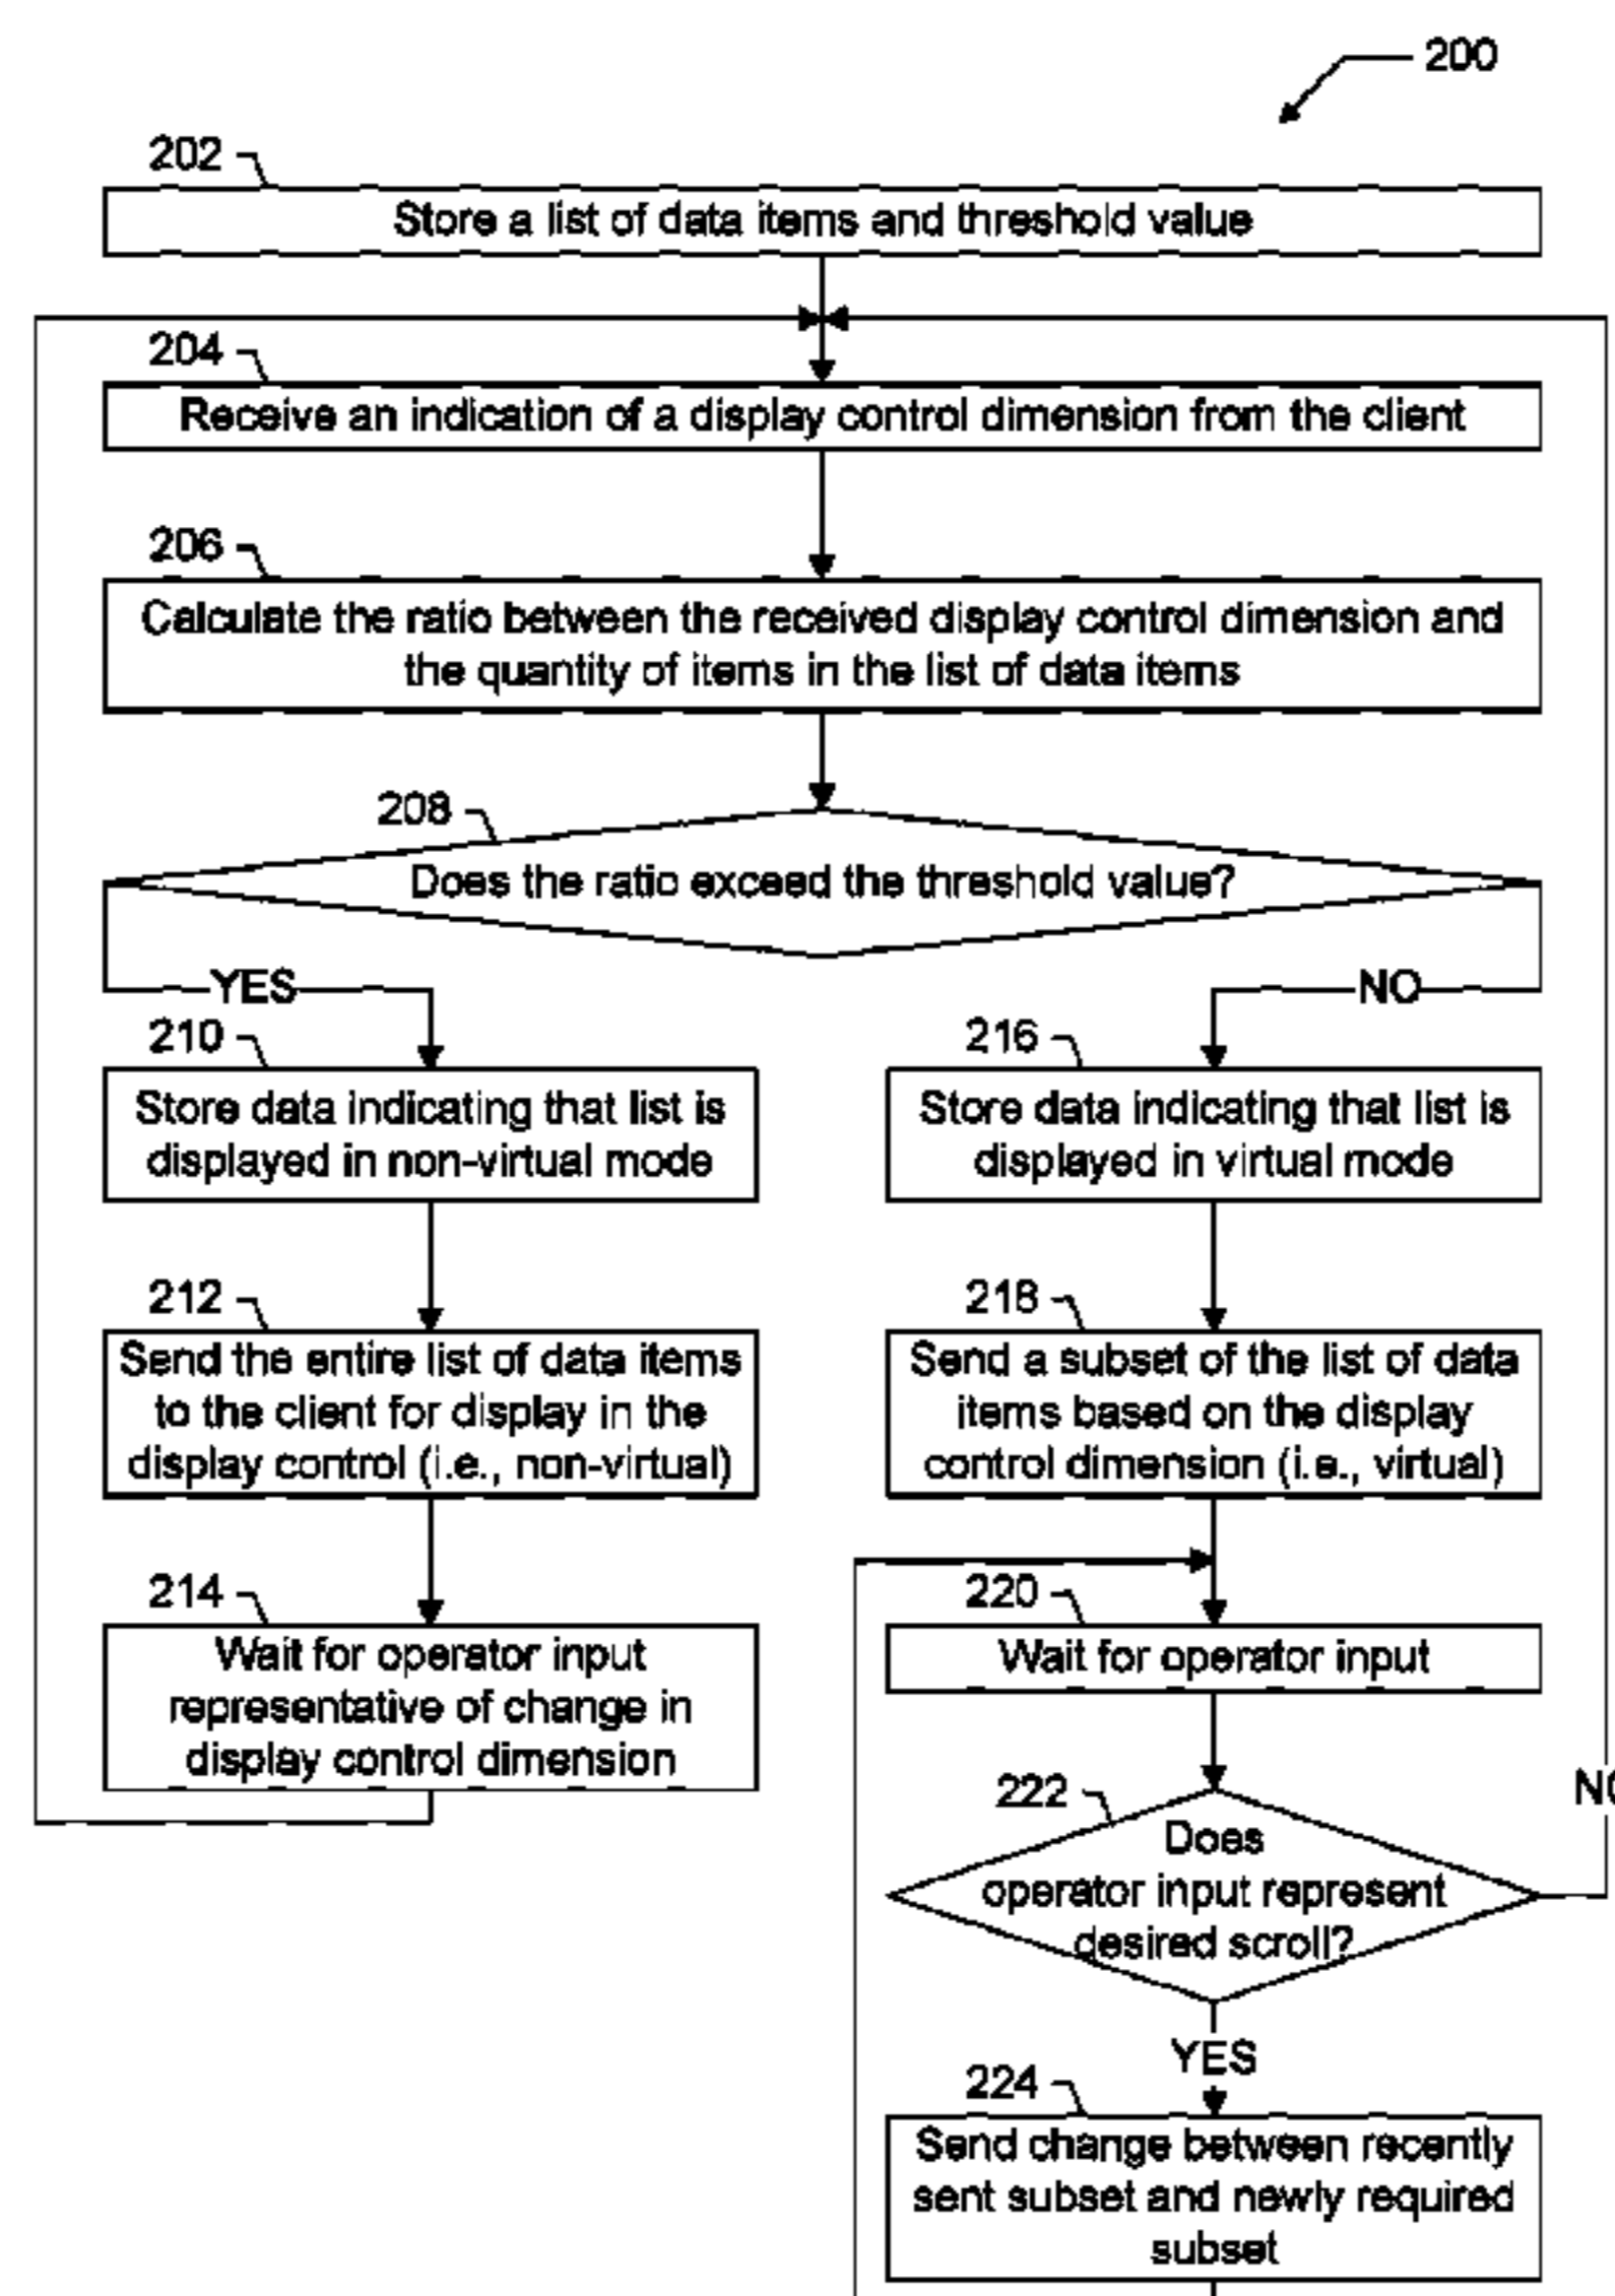 200
202
Store a list of data items and threshold value
204
Receive an indication of a display control dimension from the client
206
Calculate the ratio between the received display control dimension and
the quantity of items in the list of data items
208
Does the ratio exceed the threshold value?
YES
NO
210
Store data indicating that list is
displayed in non-virtual mode
216
Store data indicating that list is
displayed in virtual mode
212
Send the entire list of data items
to the client for display in the
display control (i.e., non-virtual)
218
Send a subset of the list of data
items based on the display
control dimension (i.e., virtual)
214
Wait for operator input
representative of change in
display control dimension
220
Wait for operator input
222
Does
operator input represent
desired scroll?
NO
YES
224
Send change between recently
sent subset and newly required
subset